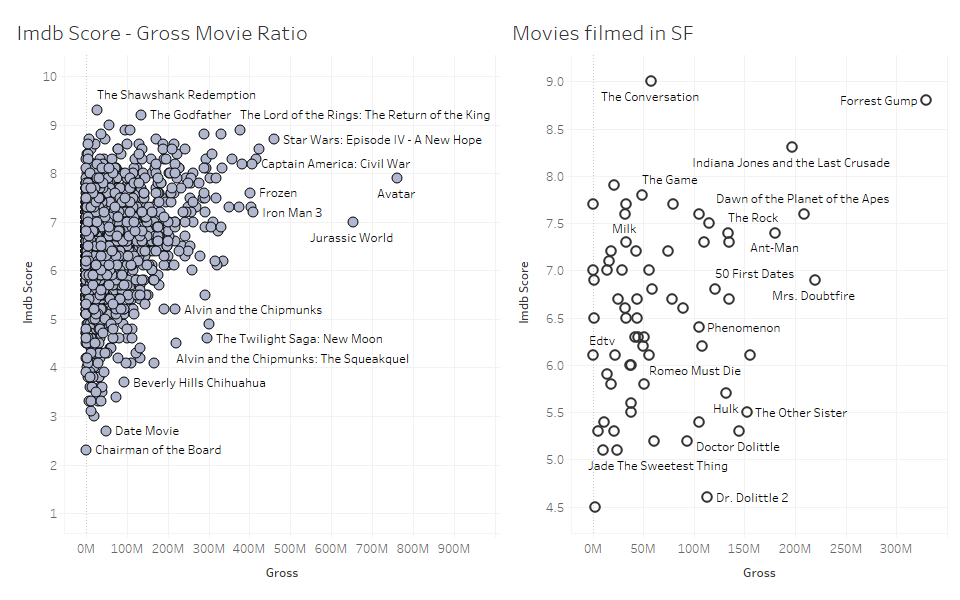 Imdb Score - Gross Movie Ratio
Imdb Score
10
9
8
7
6
5
4
3
2
1
The Shawshank Redemption
The Godfather
The Lord of the Rings: The Return of the King
Star Wars: Episode IV - A New Hope
Captain America: Civil War
Avatar
Frozen
Iron Man 3
Jurassic World
Alvin and the Chipmunks
The Twilight Saga: New Moon
Alvin and the Chipmunks: The Squeakquel
Beverly Hills Chihuahua
Date Movie
Chairman of the Board
0M 100M 200M 300M 400M 500M 600M 700M 800M 900M
Gross
Movies filmed in SF
Imdb Score
9.0
8.5
8.0
7.5
7.0
6.5
6.0
5.5
5.0
4.5
The Conversation
Forrest Gump
Indiana Jones and the Last Crusade
The Game
Dawn of the Planet of the Apes
Milk
The Rock
Ant-Man
50 First Dates
Mrs. Doubtfire
Phenomenon
Edtv
Romeo Must Die
Hulk
The Other Sister
Doctor Dolittle
Jade The Sweetest Thing
Dr. Dolittle 2
0M 50M 100M 150M 200M 250M 300M
Gross